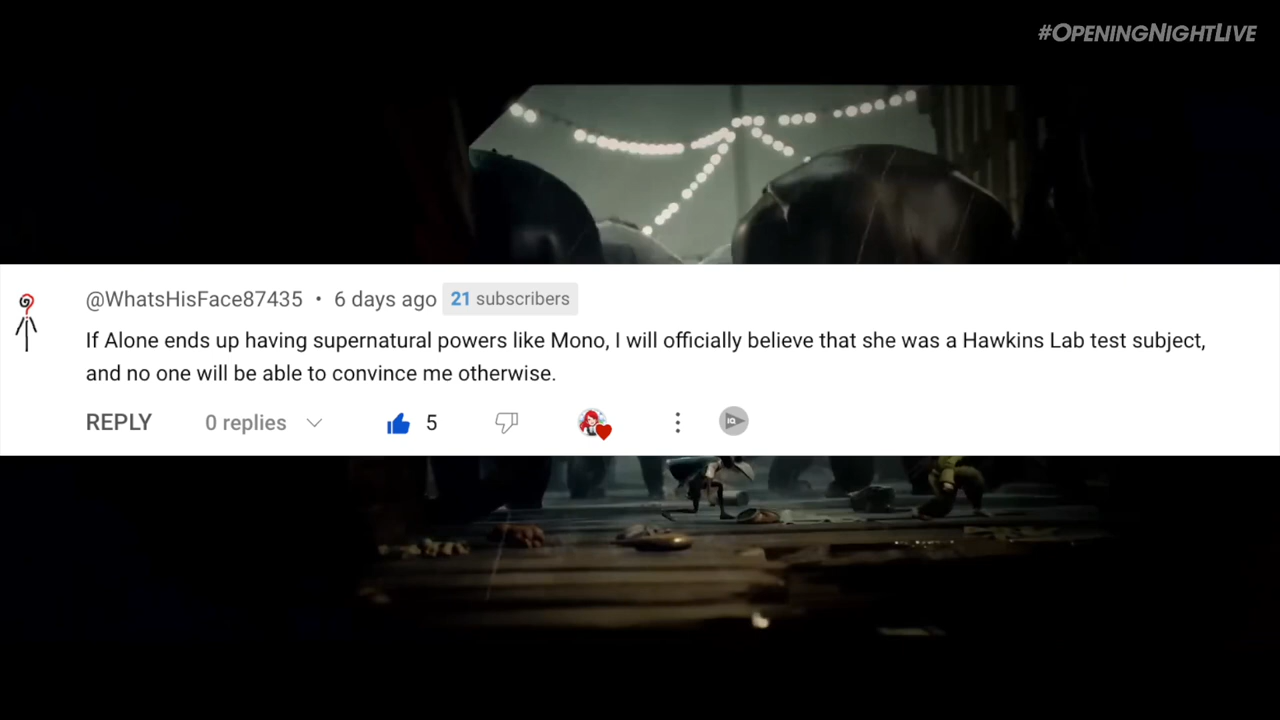 #OPENINGNIGHTLIVE
@WhatsHisFace87435 • 6 days ago 21 subscribers
If Alone ends up having supernatural powers like Mono, I will officially believe that she was a Hawkins Lab test subject,
and no one will be able to convince me otherwise.
REPLY 0 replies 5 IQ